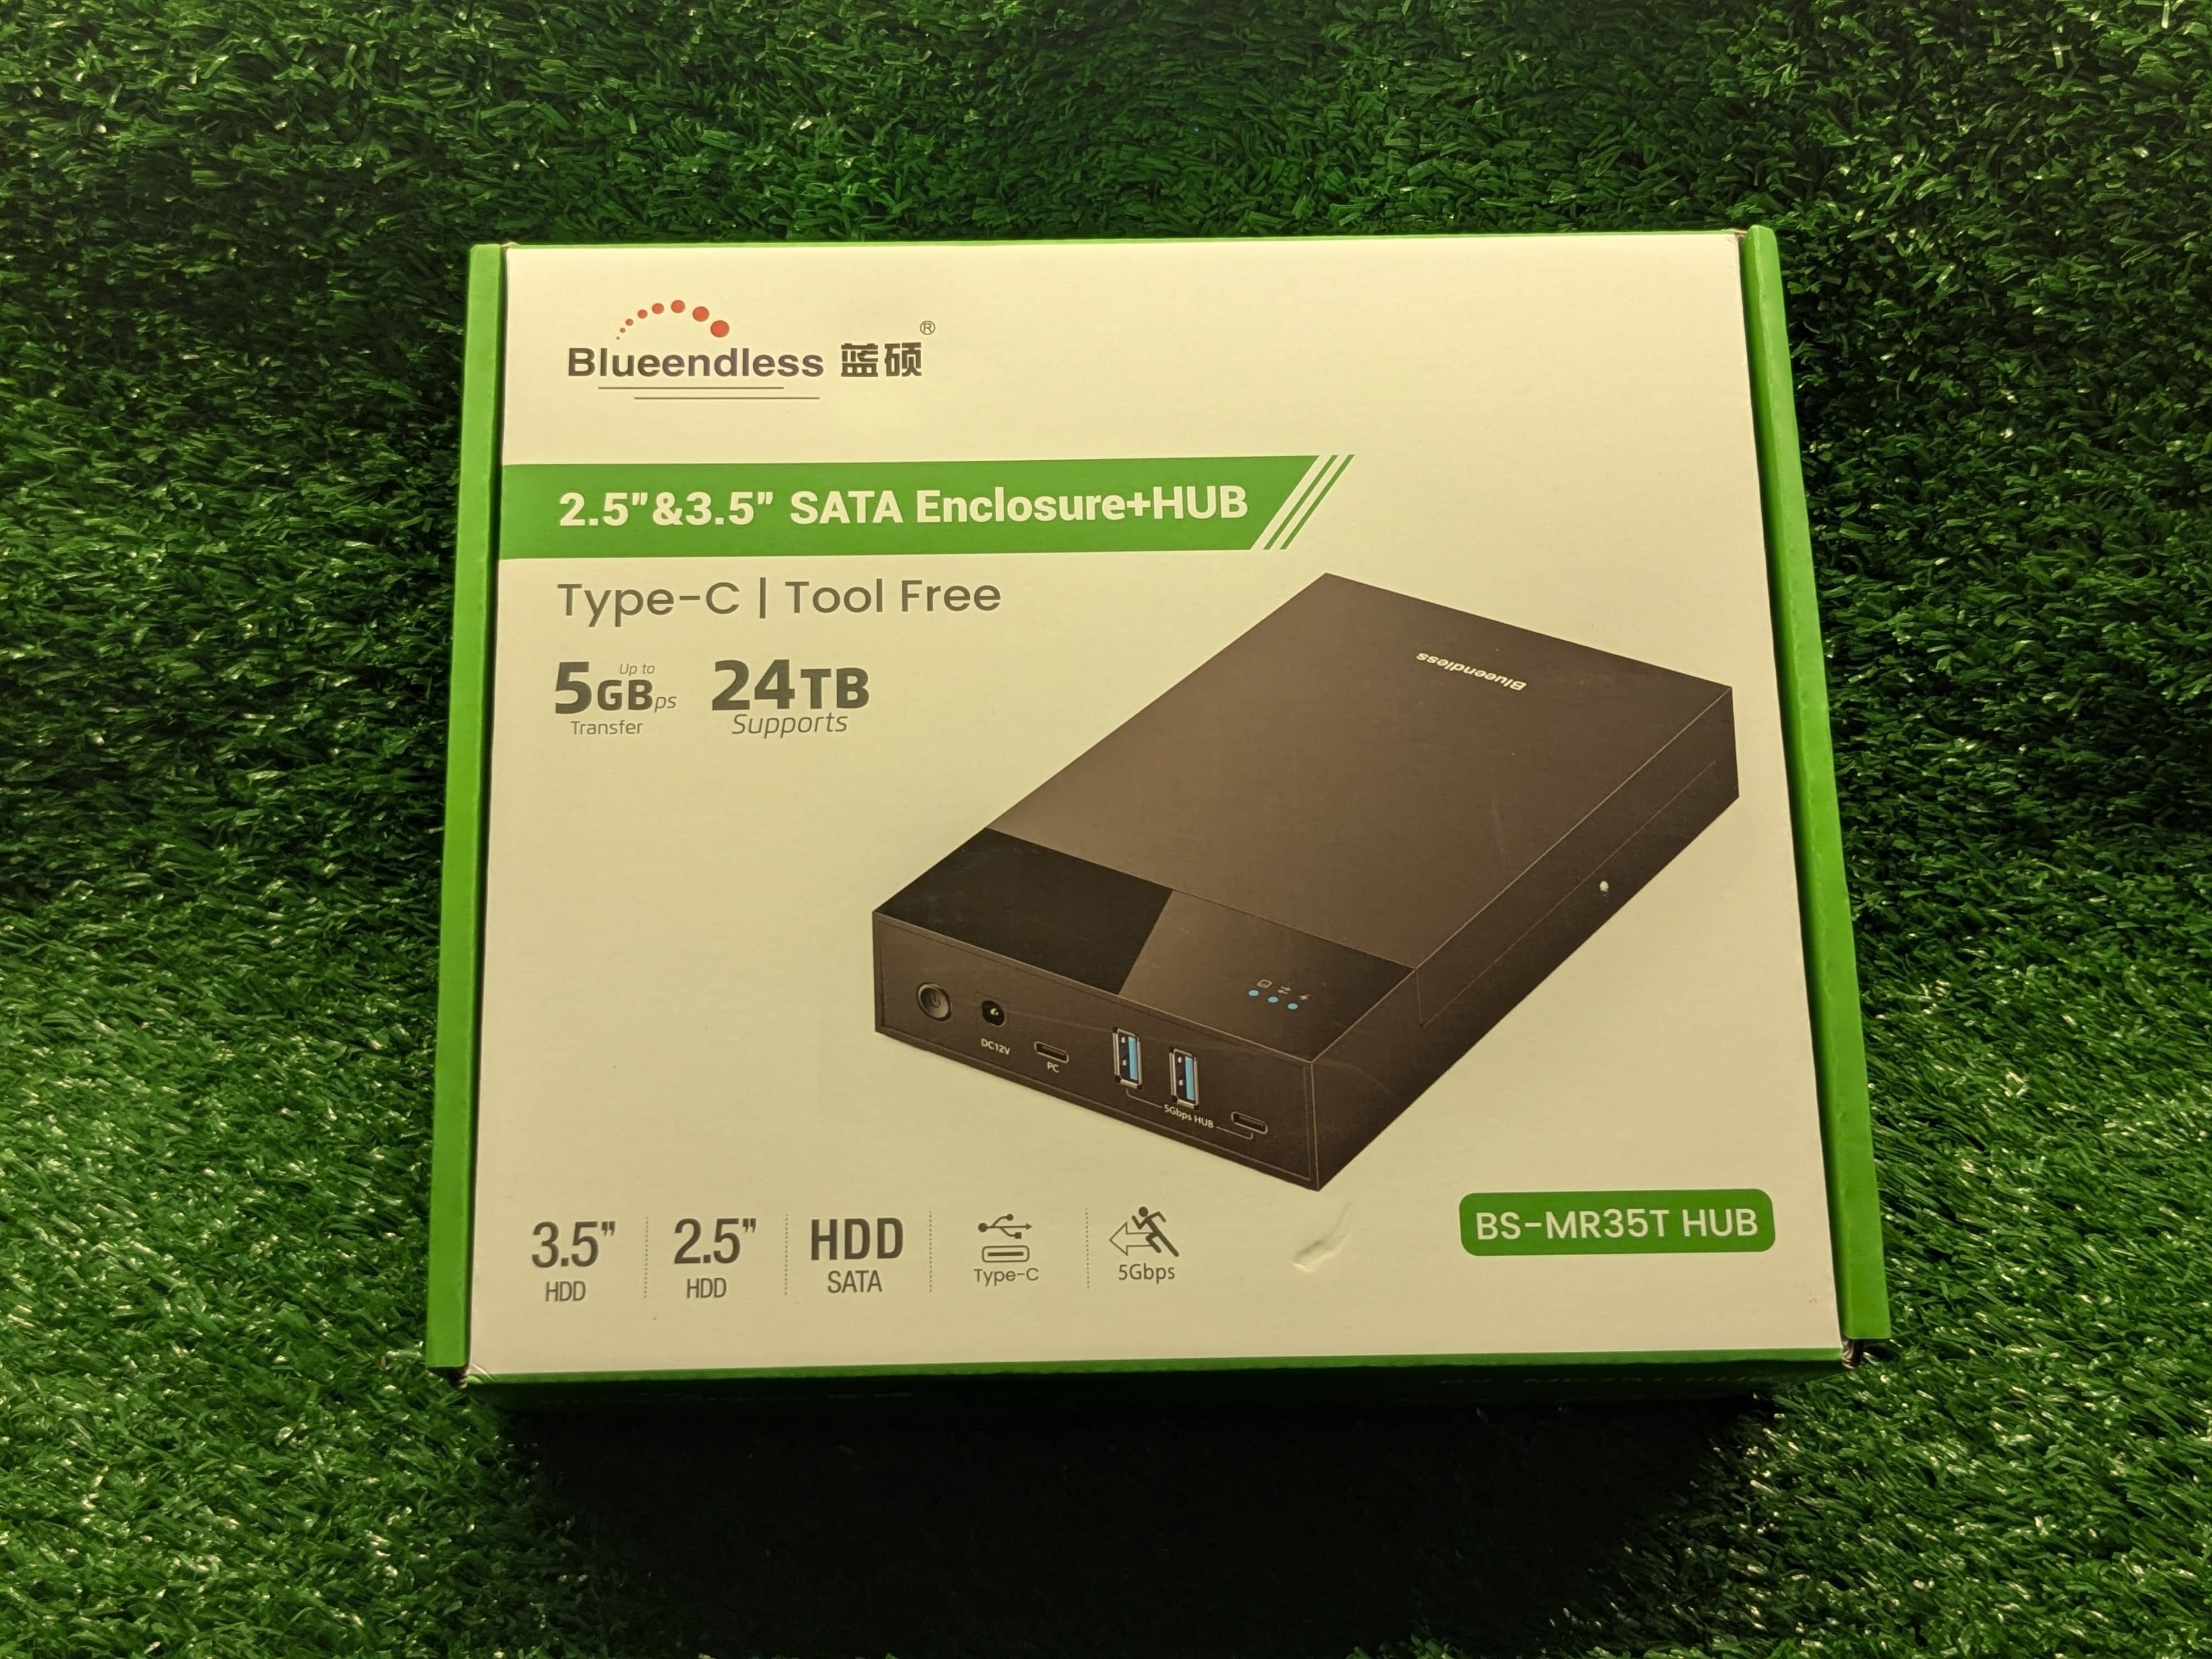 Blueendless 蓝硕®
2.5"&3.5" SATA Enclosure+HUB
Type-C | Tool Free
Up to
5GBps
Transfer
24TB
Supports
Blueendless
DC12V
PC
5Gbps HUB
3.5"
HDD
2.5"
HDD
HDD
SATA
Type-C
5Gbps
BS-MR35T HUB